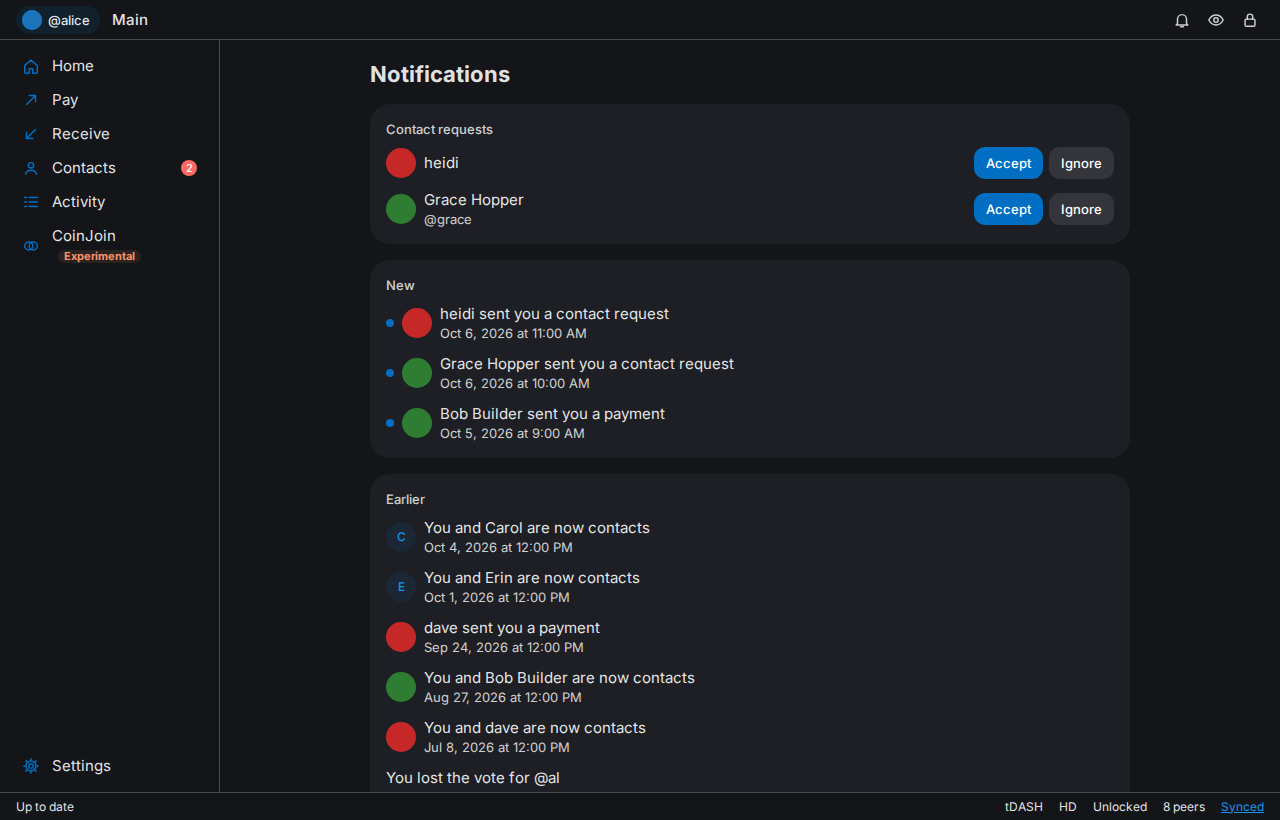 @alice Main
Home
Pay
Receive
Contacts 2
Activity
CoinJoin
Experimental
Settings
Notifications
Contact requests
heidi Accept Ignore
Grace Hopper
@grace
Accept Ignore
New
heidi sent you a contact request
Oct 6, 2026 at 11:00 AM
Grace Hopper sent you a contact request
Oct 6, 2026 at 10:00 AM
Bob Builder sent you a payment
Oct 5, 2026 at 9:00 AM
Earlier
C
You and Carol are now contacts
Oct 4, 2026 at 12:00 PM
E
You and Erin are now contacts
Oct 1, 2026 at 12:00 PM
dave sent you a payment
Sep 24, 2026 at 12:00 PM
You and Bob Builder are now contacts
Aug 27, 2026 at 12:00 PM
You and dave are now contacts
Jul 8, 2026 at 12:00 PM
You lost the vote for @al
Up to date tDASH HD Unlocked 8 peers Synced